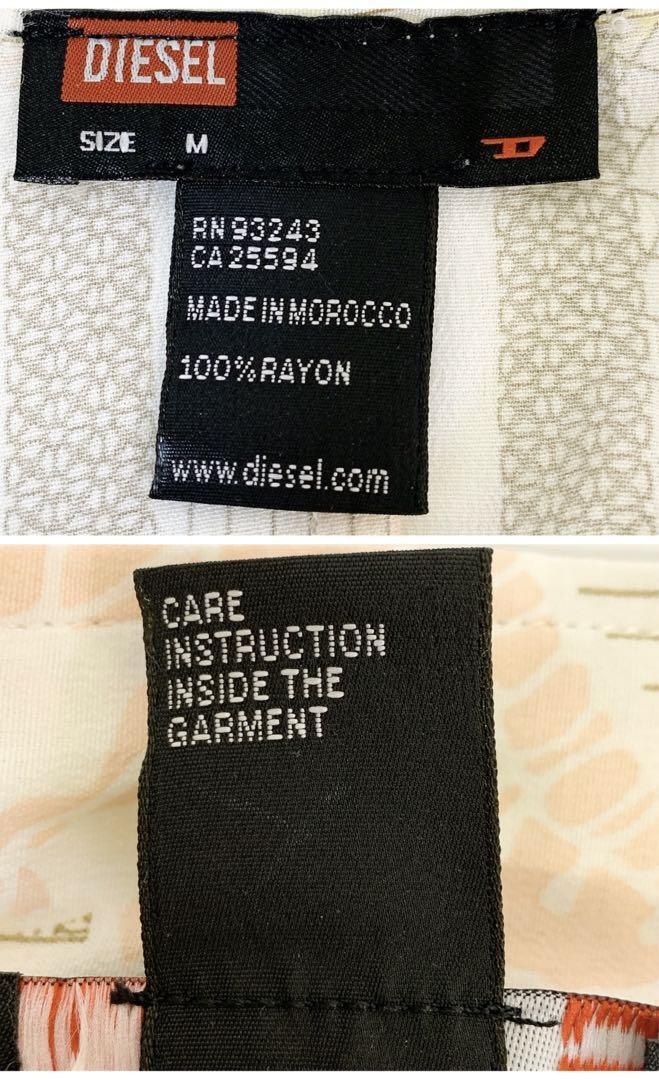 DIESEL
SIZE M
D
RN 93243
CA 25594
MADE IN MOROCCO
100% RAYON
www.diesel.com
CARE
INSTRUCTION
INSIDE THE
GARMENT